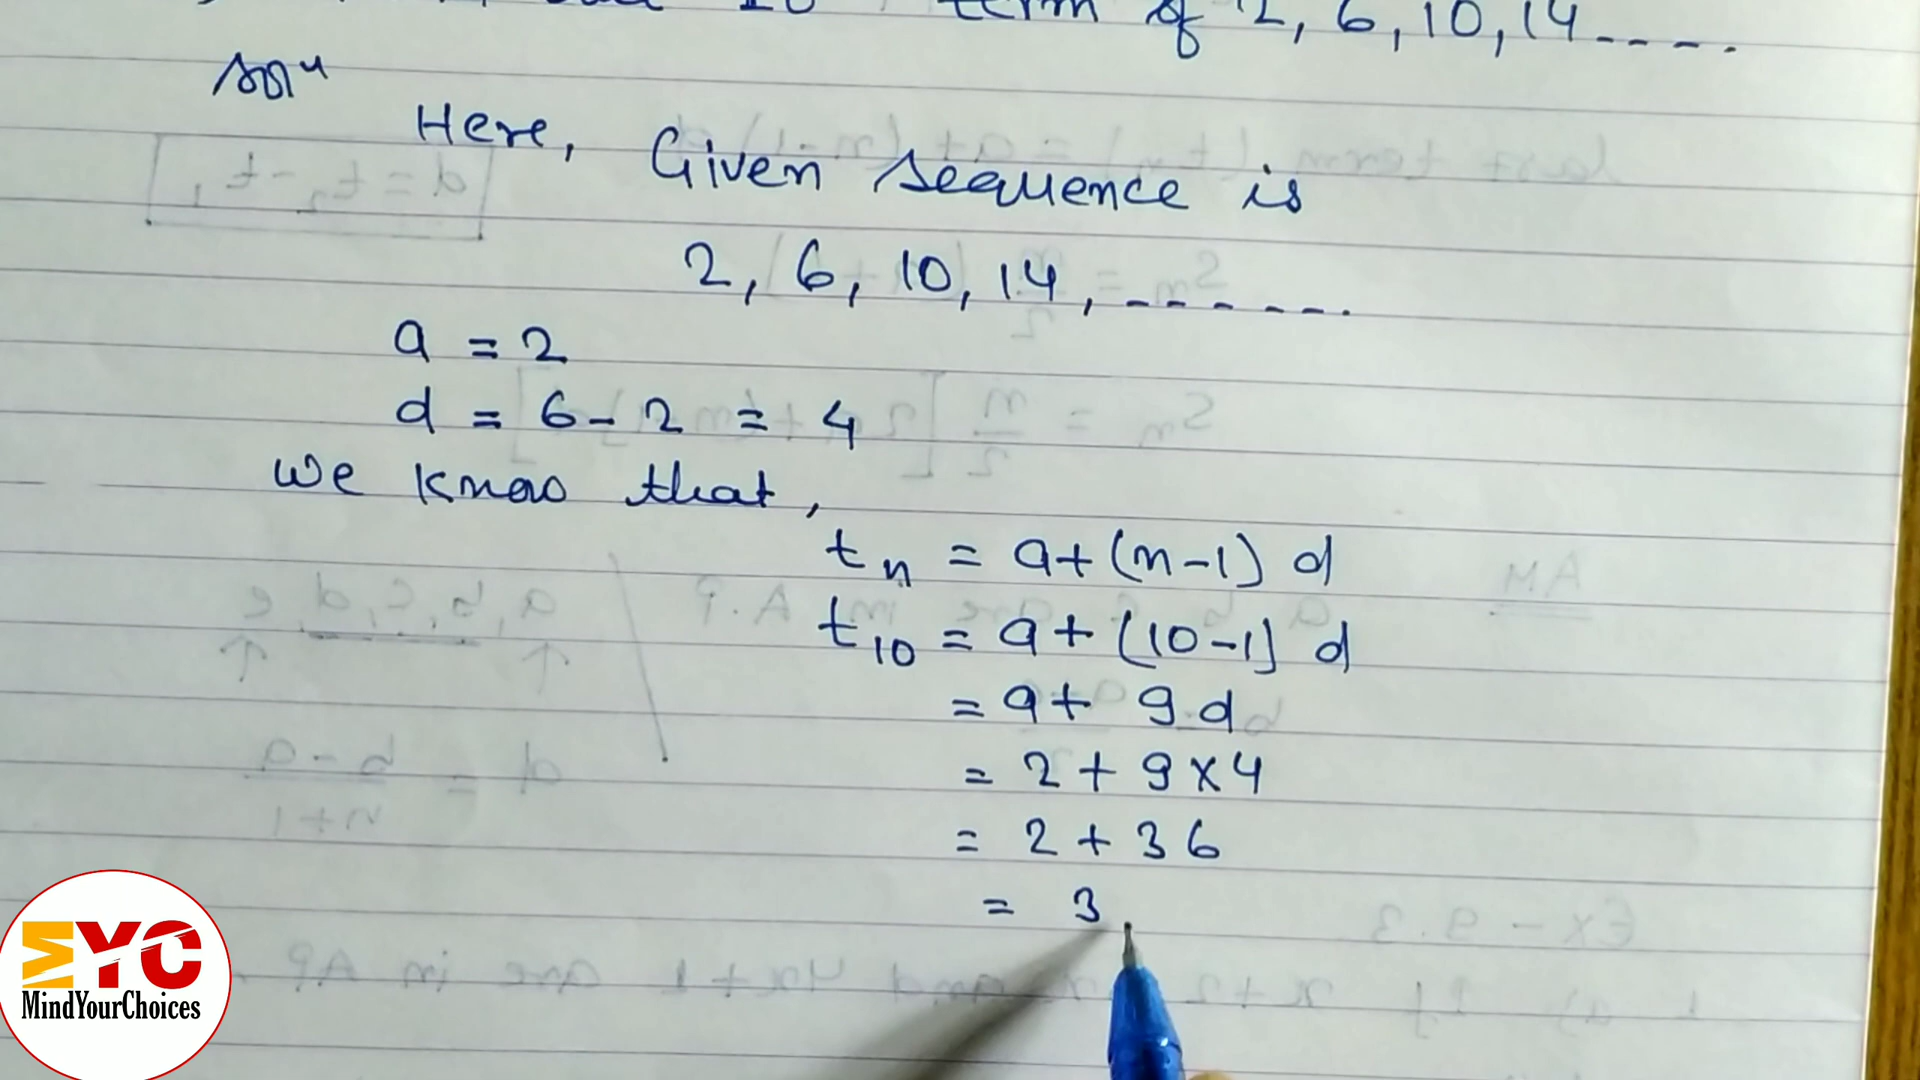 term of 2, 6, 10, 14 - - - - .
Solⁿ
Here, Given sequence is
2, 6, 10, 14, - - - - - - .
a = 2
d = 6 - 2 = 4
we know that,
tₙ = a + (n-1) d
t₁₀ = a + (10-1) d
= a + 9d
= 2 + 9 × 4
= 2 + 36
= 3
MYC
MindYourChoices